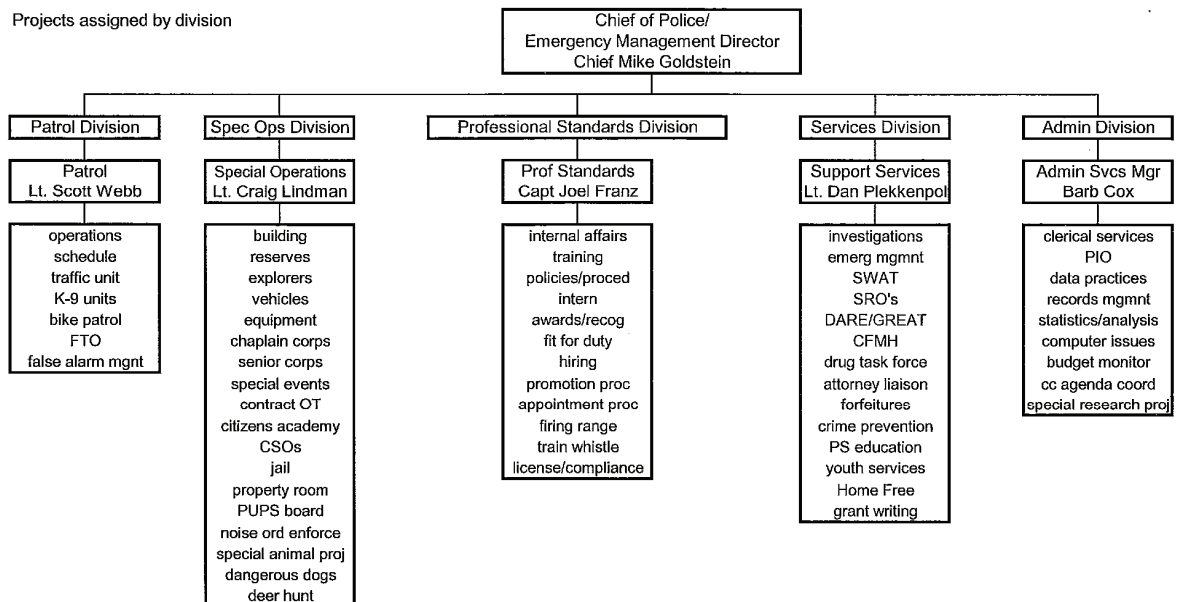 Projects assigned by division
Chief of Police/
Emergency Management Director
Chief Mike Goldstein
Patrol Division
Spec Ops Division
Professional Standards Division
Services Division
Admin Division
Patrol
Lt. Scott Webb
Special Operations
Lt. Craig Lindman
Prof Standards
Capt Joel Franz
Support Services
Lt. Dan Plekkenpol
Admin Svcs Mgr
Barb Cox
operations
schedule
traffic unit
K-9 units
bike patrol
FTO
false alarm mgnt
building
reserves
explorers
vehicles
equipment
chaplain corps
senior corps
special events
contract OT
citizens academy
CSOs
jail
property room
PUPS board
noise ord enforce
special animal proj
dangerous dogs
deer hunt
internal affairs
training
policies/proced
intern
awards/recog
fit for duty
hiring
promotion proc
appointment proc
firing range
train whistle
license/compliance
investigations
emerg mgmnt
SWAT
SRO's
DARE/GREAT
CFMH
drug task force
attorney liaison
forfeitures
crime prevention
PS education
youth services
Home Free
grant writing
clerical services
PIO
data practices
records mgmnt
statistics/analysis
computer issues
budget monitor
cc agenda coord
special research proj